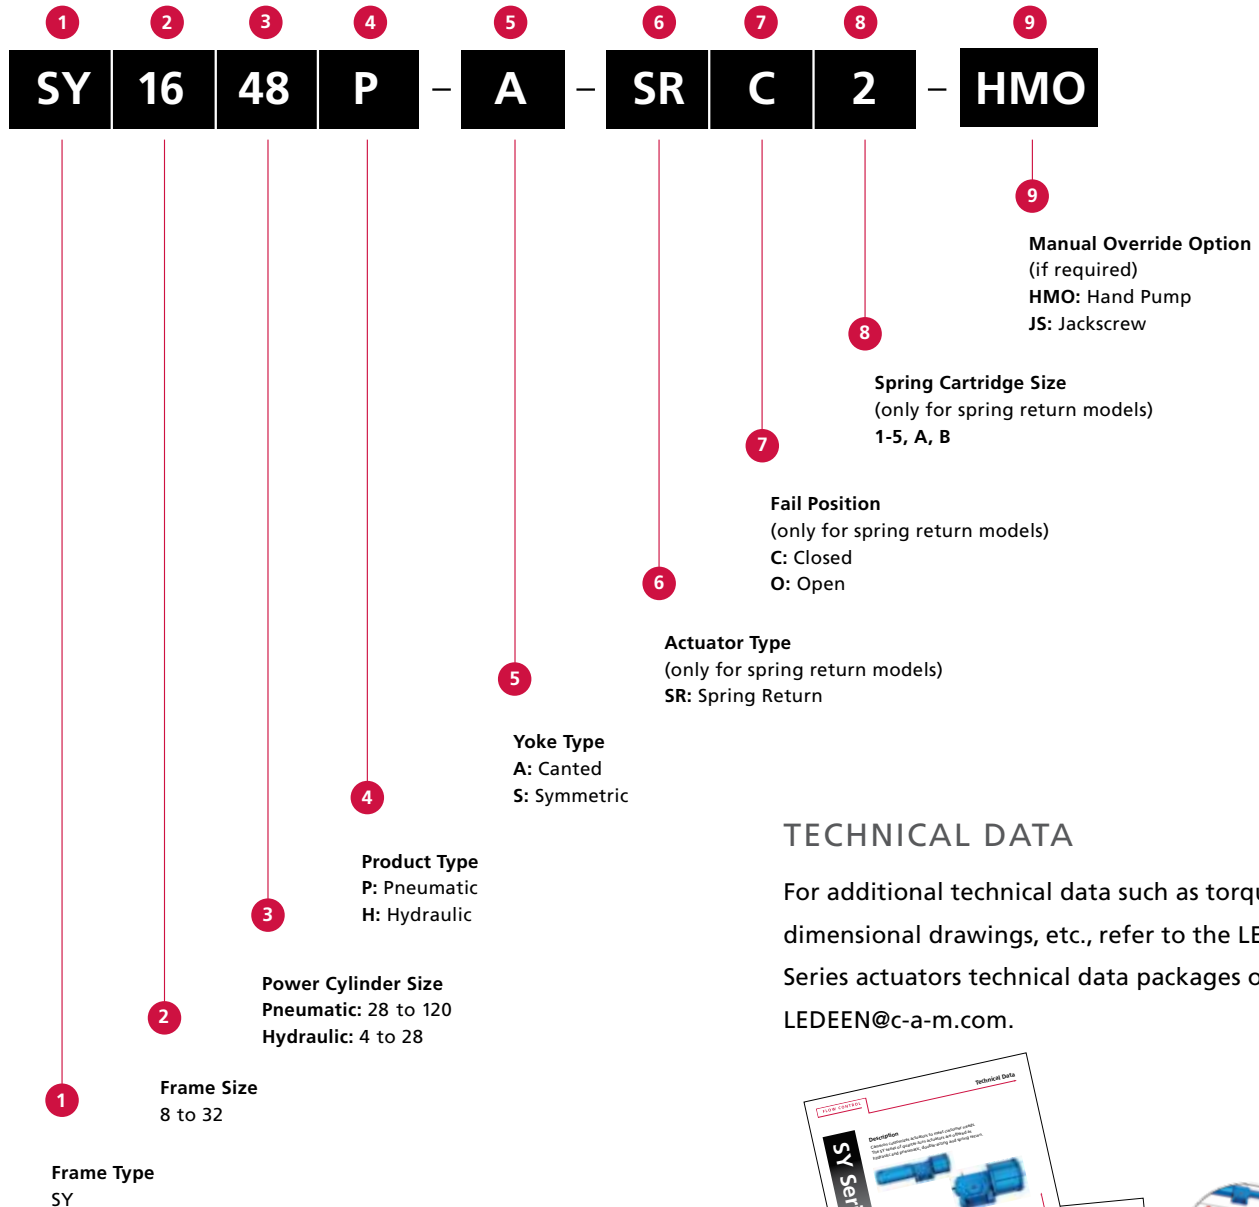 1 2 3 4 5 6 7 8 9
SY 16 48 P – A – SR C 2 – HMO
9
Manual Override Option
(if required)
HMO: Hand Pump
JS: Jackscrew
8
Spring Cartridge Size
(only for spring return models)
1-5, A, B
7
Fail Position
(only for spring return models)
C: Closed
O: Open
6
Actuator Type
(only for spring return models)
SR: Spring Return
5
Yoke Type
A: Canted
S: Symmetric
4
Product Type
P: Pneumatic
H: Hydraulic
3
Power Cylinder Size
Pneumatic: 28 to 120
Hydraulic: 4 to 28
2
Frame Size
8 to 32
1
Frame Type
SY
TECHNICAL DATA
For additional technical data such as torqu
dimensional drawings, etc., refer to the LE
Series actuators technical data packages o
LEDEEN@c-a-m.com.
Technical Data
FLOW CONTROL
Description
SY Seri